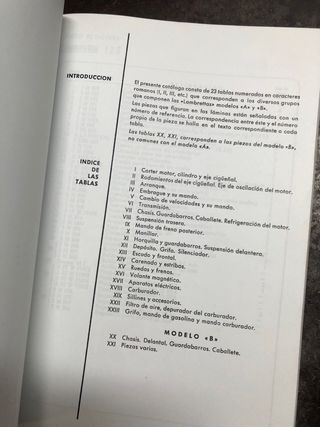 INTRODUCCION
El presente catálogo consta de 23 tablas numeradas en caracteres
romanos (I, II, III, etc.) que corresponden a los diversos grupos
que componen las «Lambrettas» modelos «A» y «B».
Las piezas que figuran en las láminas están señaladas con un
número de referencia. La correspondencia entre éste y el número
propio de la pieza se halla en el texto correspondiente a cada
tabla.
Las tablas XX, XXI, corresponden a las piezas del modelo «B»,
no comunes con el modelo «A».
INDICE
DE
LAS
TABLAS
I Carter motor, cilindro y eje cigüeñal.
II Rodamientos del eje cigüeñal. Eje de oscilación del motor.
III Arranque.
IV Embrague y su mando.
V Cambio de velocidades y su mando.
VI Transmisión.
VII Chasis. Guardabarros. Caballete. Refrigeración del motor.
VIII Suspensión trasera.
IX Mando de freno posterior.
X Manillar.
XI Horquilla y guardabarros. Suspensión delantera.
XII Depósito. Grifo. Silenciador.
XIII Escudo y frontal.
XIV Carenado y estribos.
XV Ruedas y frenos.
XVI Volante magnético.
XVII Aparatos eléctricos.
XVIII Carburador.
XIX Sillines y accesorios.
XXII Filtro de aire, depurador del carburador.
XXIII Grifo, mando de gasolina y mando carburador.
MODELO «B»
XX Chasis. Delantal. Guardabarros. Caballete.
XXI Piezas varias.